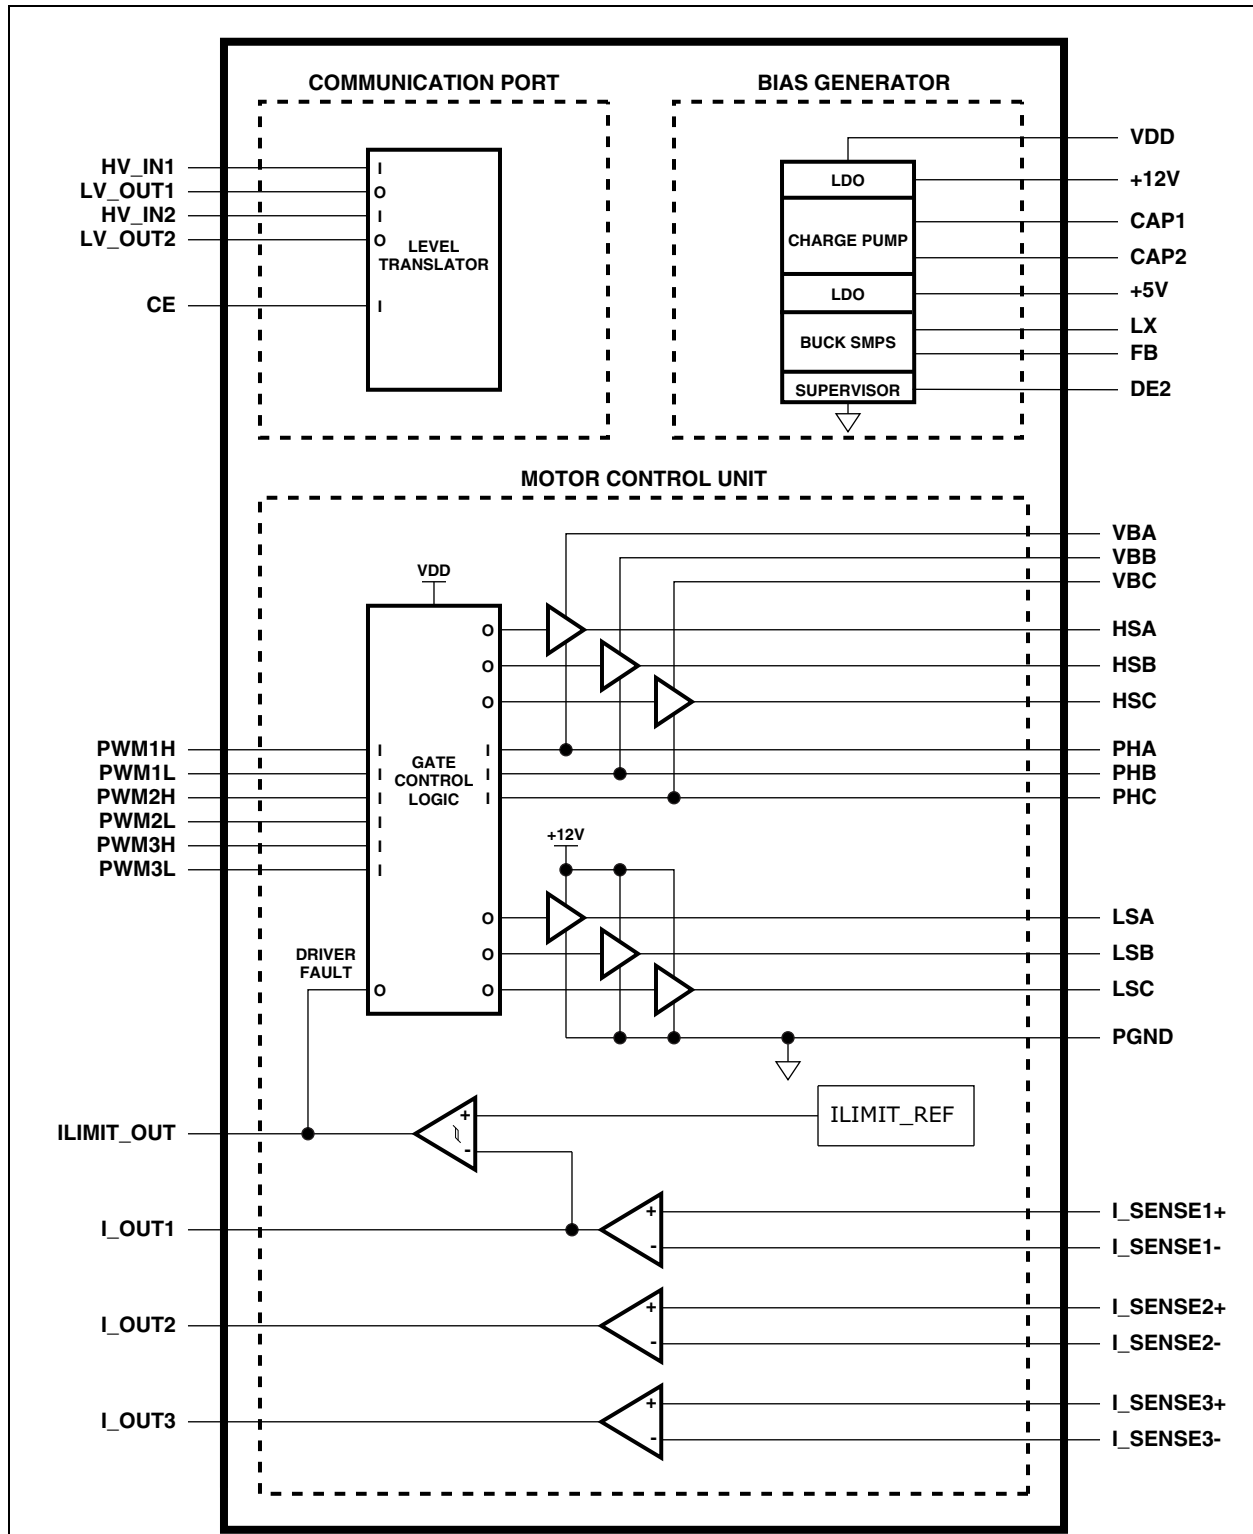 COMMUNICATION PORT
BIAS GENERATOR
HV_IN1
LV_OUT1
HV_IN2
LV_OUT2
CE
I
O
I
O
I
LEVEL
TRANSLATOR
LDO
CHARGE PUMP
LDO
BUCK SMPS
SUPERVISOR
VDD
+12V
CAP1
CAP2
+5V
LX
FB
DE2
MOTOR CONTROL UNIT
VDD
PWM1H
PWM1L
PWM2H
PWM2L
PWM3H
PWM3L
I
I
I
I
I
I
GATE
CONTROL
LOGIC
O
O
O
I
I
I
O
O
O
DRIVER
FAULT
O
+12V
VBA
VBB
VBC
HSA
HSB
HSC
PHA
PHB
PHC
LSA
LSB
LSC
PGND
ILIMIT_OUT
+
-
ILIMIT_REF
I_OUT1
+
-
I_SENSE1+
I_SENSE1-
I_OUT2
+
-
I_SENSE2+
I_SENSE2-
I_OUT3
+
-
I_SENSE3+
I_SENSE3-